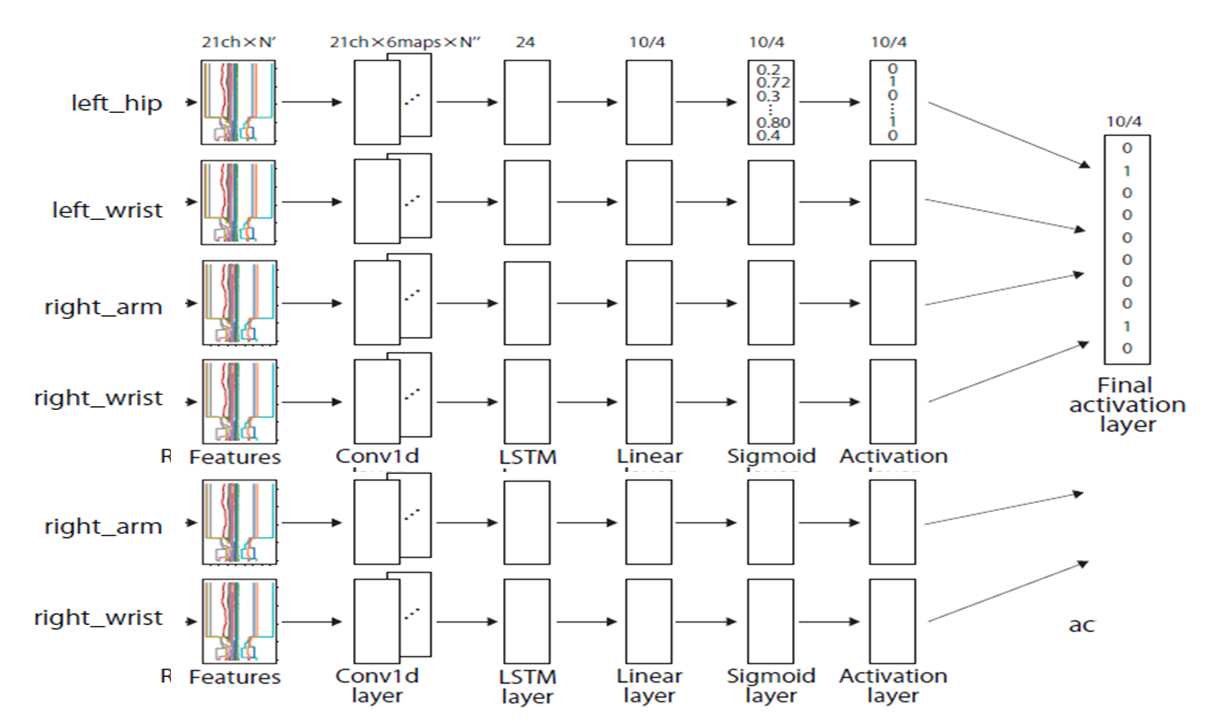 21ch×N' 21ch×6maps×N'' 24 10/4 10/4 10/4
left_hip
0.2
0.72
0.3
0.80
0.4
0
1
0
1
0
10/4
0
1
0
0
0
0
0
0
1
0
left_wrist
right_arm
right_wrist
Final
activation
layer
R Features Conv1d LSTM Linear Sigmoid Activation
right_arm
right_wrist
ac
R Features Conv1d LSTM Linear Sigmoid Activation
layer layer layer layer layer